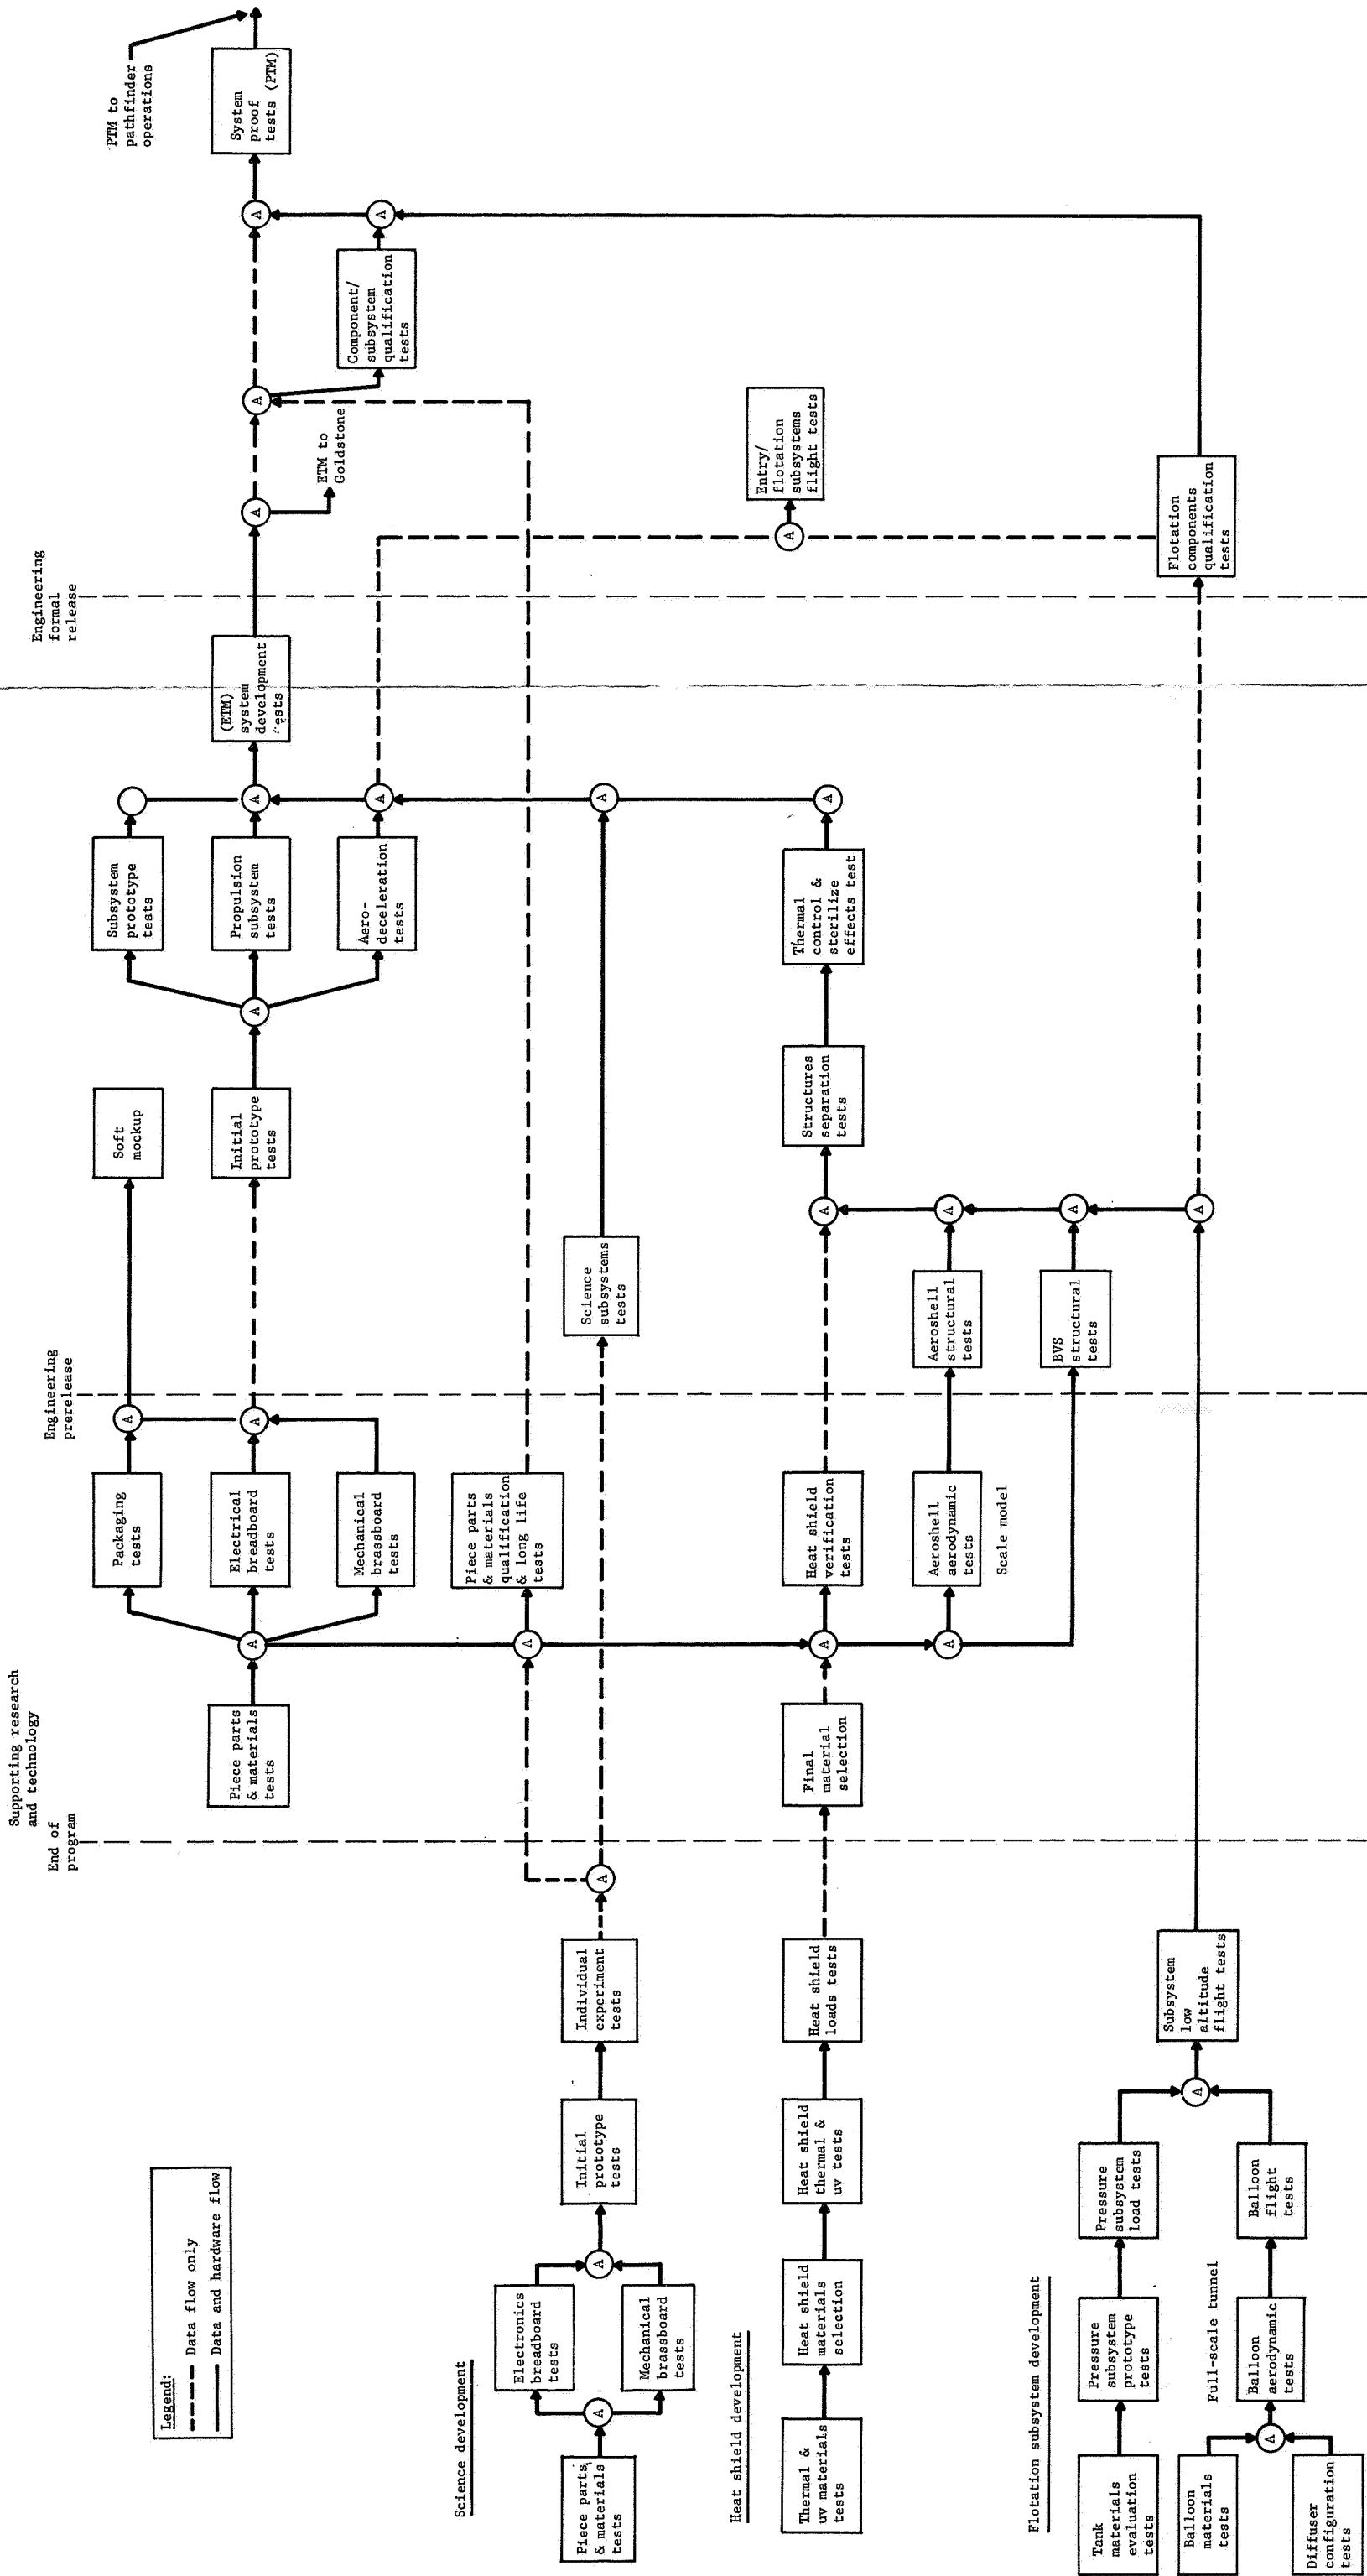 Supporting research
and technology
End of
program
Engineering
prerelease
Engineering
formal
release
Legend:
Data flow only
Data and hardware flow
Packaging
tests
A
Soft
mockup
Subsystem
prototype
tests
PTM to
pathfinder
operations
Piece parts
& materials
tests
A
Electrical
breadboard
tests
A
Initial
prototype
tests
A
Propulsion
subsystem
tests
A
(ETM)
system
development
tests
A
A
A
System
proof
tests (PTM)
ETM to
Goldstone
Mechanical
brassboard
tests
Aero-
deceleration
tests
A
Component/
subsystem
qualification
tests
A
A
Piece parts
& materials
qualification
& long life
tests
Science development
Piece parts
& materials
tests
A
Electronics
breadboard
tests
Mechanical
brassboard
tests
A
Initial
prototype
tests
Individual
experiment
tests
A
Science
subsystems
tests
A
Heat shield development
Thermal &
uv materials
tests
Heat shield
materials
selection
Heat shield
thermal &
uv tests
Heat shield
loads tests
Final
material
selection
A
Heat shield
verification
tests
A
Structures
separation
tests
Thermal
control &
sterilize
effects test
A
A
Entry/
flotation
subsystems
flight tests
A
Aeroshell
aerodynamic
tests
Scale model
Aeroshell
structural
tests
A
BVS
structural
tests
A
Flotation subsystem development
Tank
materials
evaluation
tests
Pressure
subsystem
prototype
tests
Pressure
subsystem
load tests
A
Subsystem
low
altitude
flight tests
A
Flotation
components
qualification
tests
Full-scale tunnel
Balloon
materials
tests
A
Balloon
aerodynamic
tests
Balloon
flight
tests
Diffuser
configuration
tests